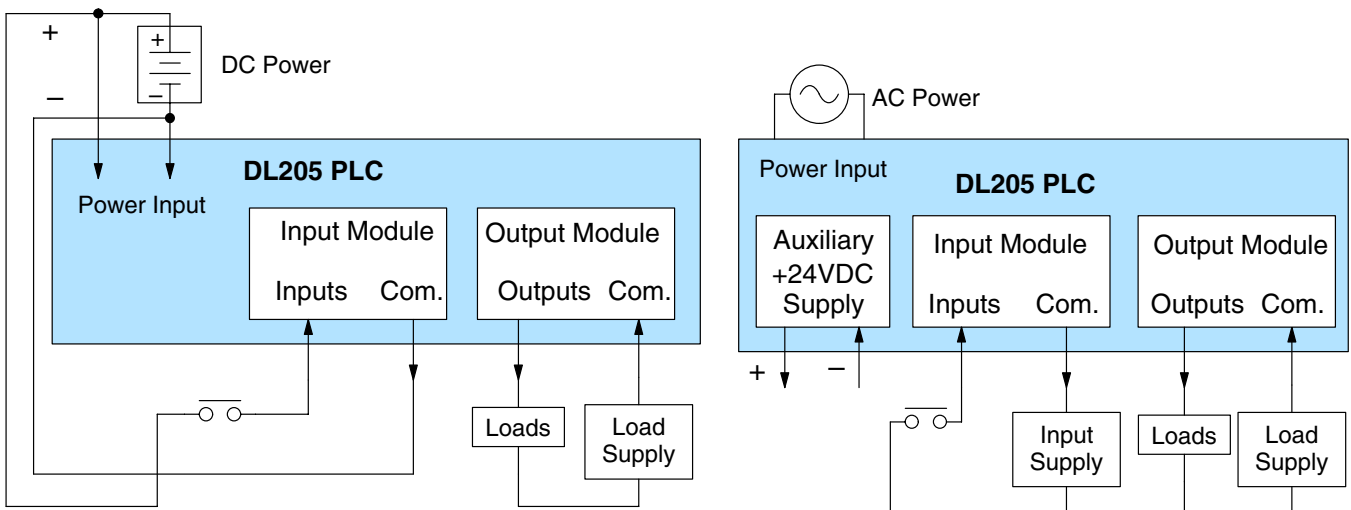 +
+
DC Power
−
−
DL205 PLC
Power Input
Input Module
Inputs Com.
Output Module
Outputs Com.
Loads
Load
Supply
AC Power
Power Input
DL205 PLC
Auxiliary
+24VDC
Supply
Input Module
Inputs Com.
Output Module
Outputs Com.
+ −
Input
Supply
Loads
Load
Supply